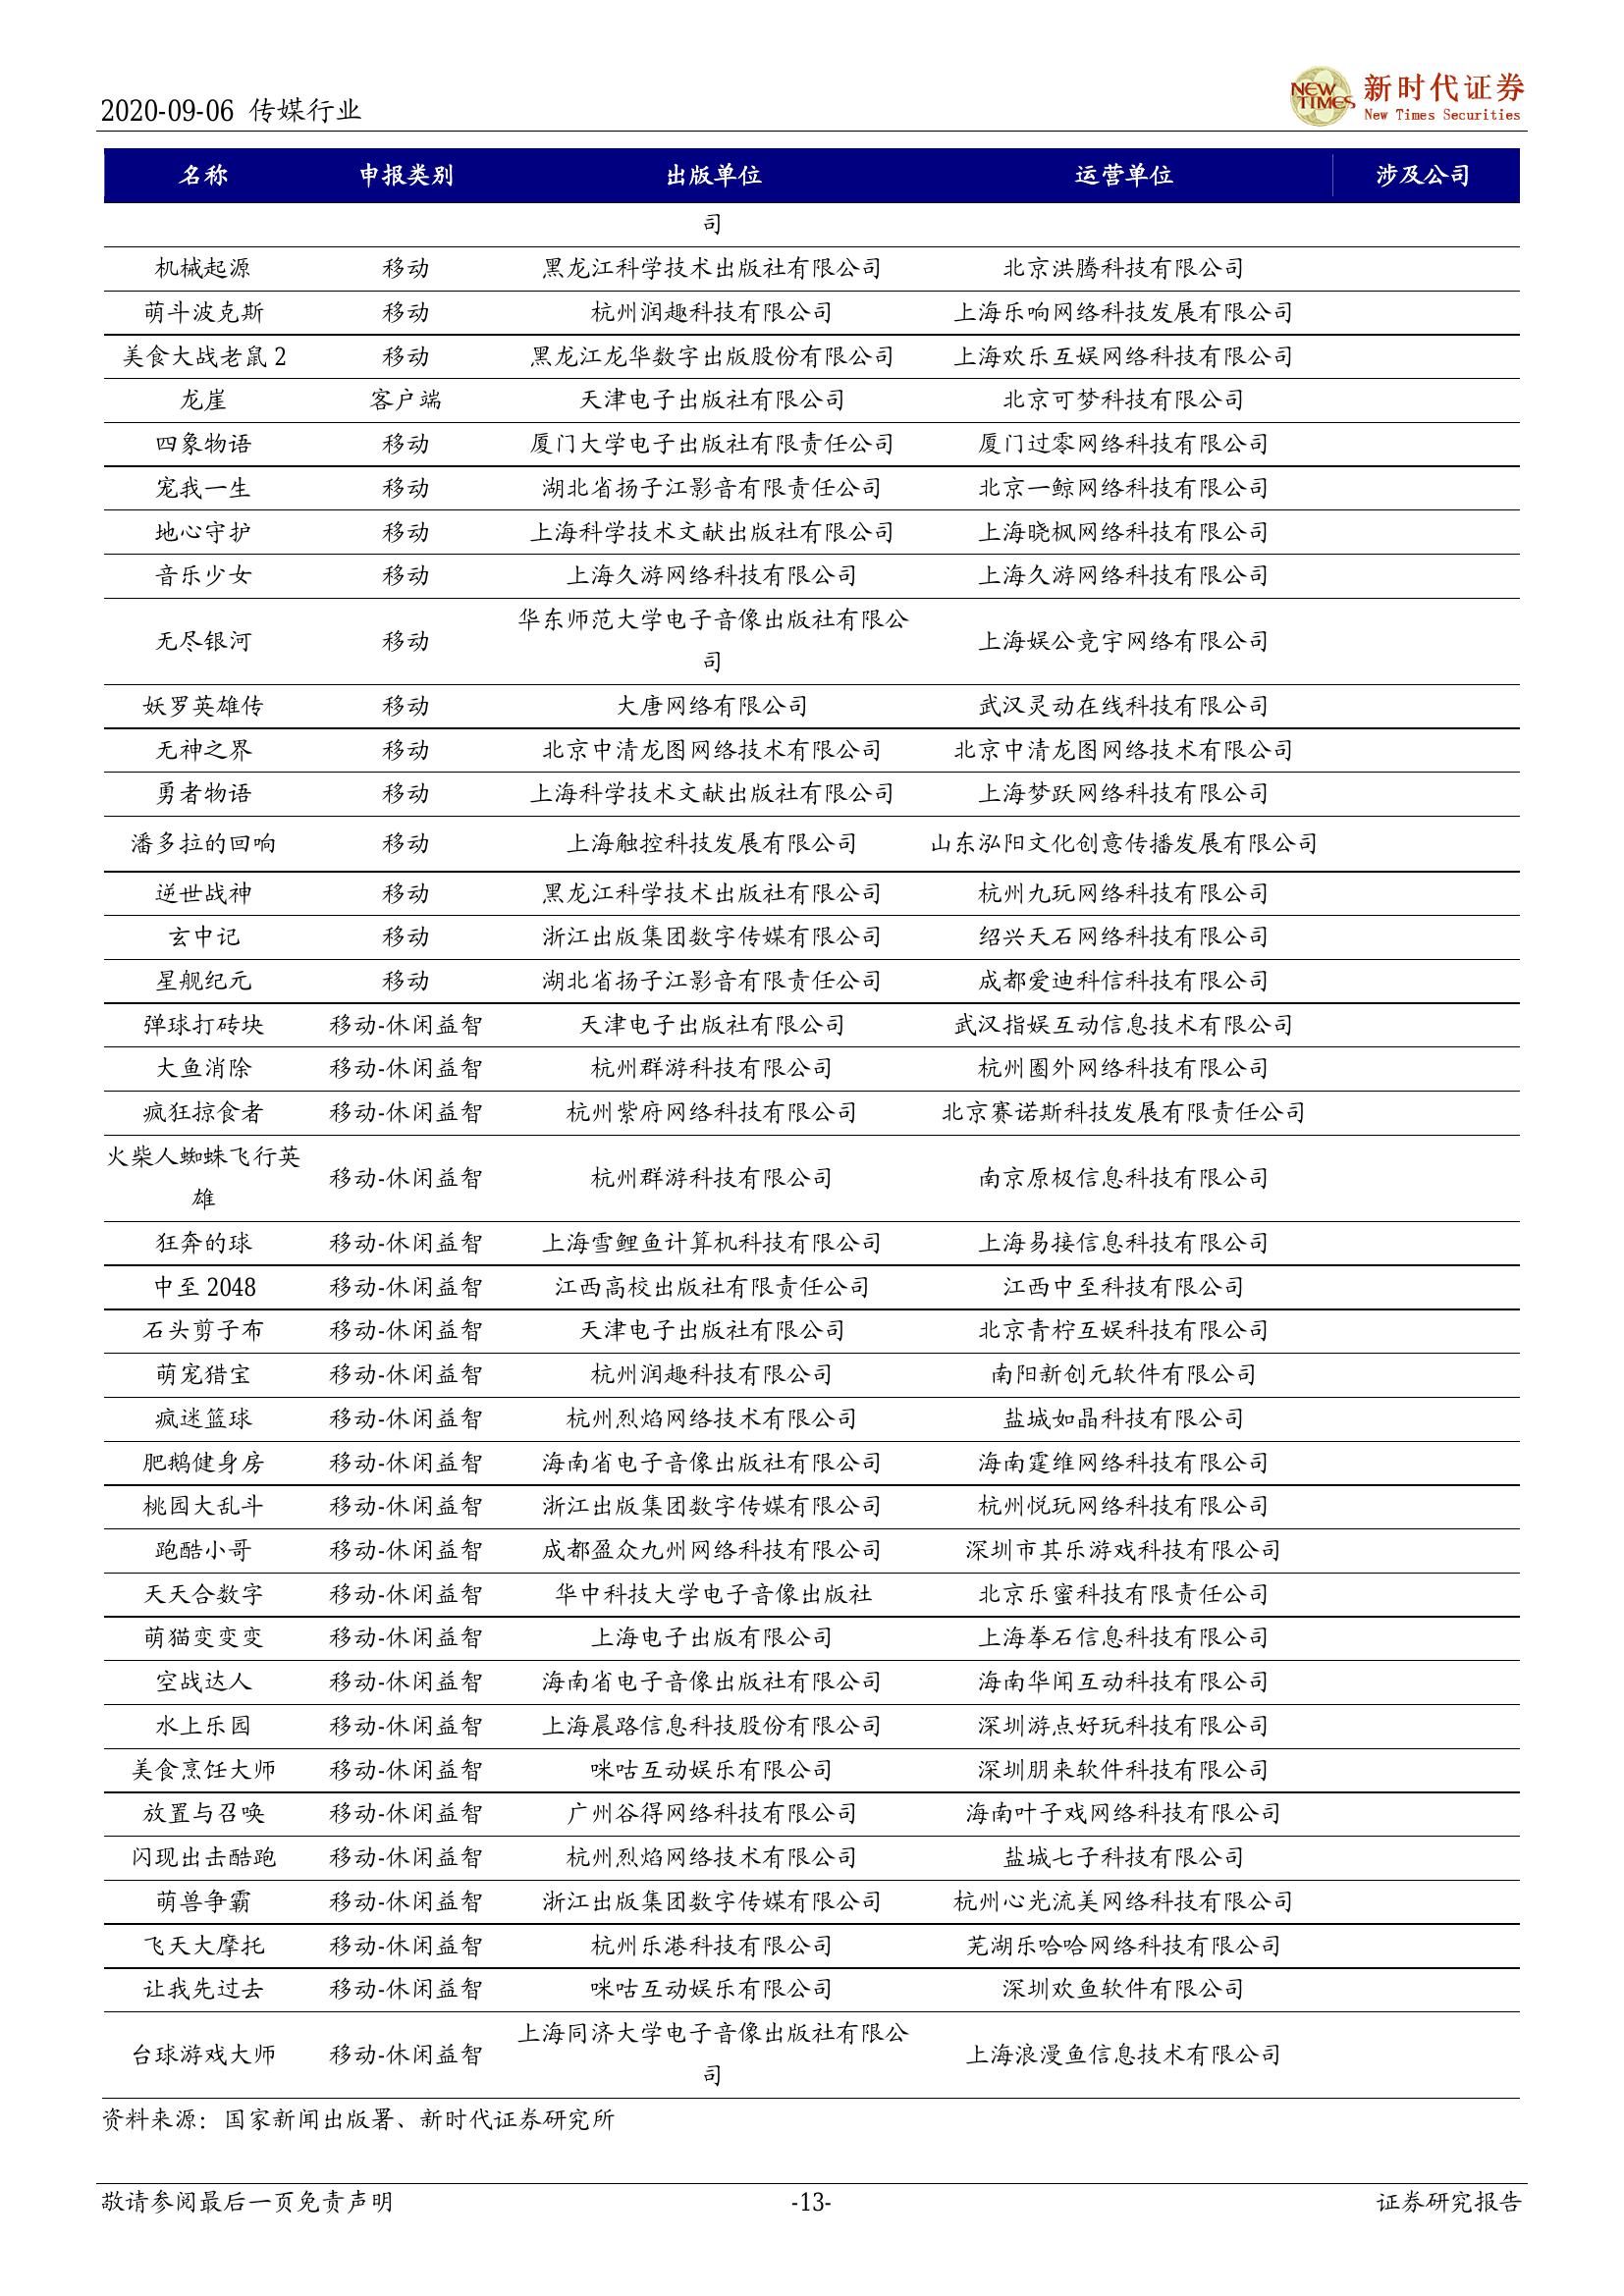 2020-09-06 传媒行业
NEW TIMES 新时代证券
New Times Securities
名称 申报类别 出版单位 运营单位 涉及公司
司
机械起源 移动 黑龙江科学技术出版社有限公司 北京洪腾科技有限公司
萌斗波克斯 移动 杭州润趣科技有限公司 上海乐响网络科技发展有限公司
美食大战老鼠 2 移动 黑龙江龙华数字出版股份有限公司 上海欢乐互娱网络科技有限公司
龙崖 客户端 天津电子出版社有限公司 北京可梦科技有限公司
四象物语 移动 厦门大学电子出版社有限责任公司 厦门过零网络科技有限公司
宠我一生 移动 湖北省扬子江影音有限责任公司 北京一鲸网络科技有限公司
地心守护 移动 上海科学技术文献出版社有限公司 上海晓枫网络科技有限公司
音乐少女 移动 上海久游网络科技有限公司 上海久游网络科技有限公司
无尽银河 移动 华东师范大学电子音像出版社有限公
司 上海娱公竞宇网络有限公司
妖罗英雄传 移动 大唐网络有限公司 武汉灵动在线科技有限公司
无神之界 移动 北京中清龙图网络技术有限公司 北京中清龙图网络技术有限公司
勇者物语 移动 上海科学技术文献出版社有限公司 上海梦跃网络科技有限公司
潘多拉的回响 移动 上海触控科技发展有限公司 山东泓阳文化创意传播发展有限公司
逆世战神 移动 黑龙江科学技术出版社有限公司 杭州九玩网络科技有限公司
玄中记 移动 浙江出版集团数字传媒有限公司 绍兴天石网络科技有限公司
星舰纪元 移动 湖北省扬子江影音有限责任公司 成都爱迪科信科技有限公司
弹球打砖块 移动-休闲益智 天津电子出版社有限公司 武汉指娱互动信息技术有限公司
大鱼消除 移动-休闲益智 杭州群游科技有限公司 杭州圈外网络科技有限公司
疯狂掠食者 移动-休闲益智 杭州紫府网络科技有限公司 北京赛诺斯科技发展有限责任公司
火柴人蜘蛛飞行英
雄 移动-休闲益智 杭州群游科技有限公司 南京原极信息科技有限公司
狂奔的球 移动-休闲益智 上海雪鲤鱼计算机科技有限公司 上海易接信息科技有限公司
中至 2048 移动-休闲益智 江西高校出版社有限责任公司 江西中至科技有限公司
石头剪子布 移动-休闲益智 天津电子出版社有限公司 北京青柠互娱科技有限公司
萌宠猎宝 移动-休闲益智 杭州润趣科技有限公司 南阳新创元软件有限公司
疯迷篮球 移动-休闲益智 杭州烈焰网络技术有限公司 盐城如晶科技有限公司
肥鹅健身房 移动-休闲益智 海南省电子音像出版社有限公司 海南霆维网络科技有限公司
桃园大乱斗 移动-休闲益智 浙江出版集团数字传媒有限公司 杭州悦玩网络科技有限公司
跑酷小哥 移动-休闲益智 成都盈众九州网络科技有限公司 深圳市其乐游戏科技有限公司
天天合数字 移动-休闲益智 华中科技大学电子音像出版社 北京乐蜜科技有限责任公司
萌猫变变变 移动-休闲益智 上海电子出版有限公司 上海拳石信息科技有限公司
空战达人 移动-休闲益智 海南省电子音像出版社有限公司 海南华闻互动科技有限公司
水上乐园 移动-休闲益智 上海晨路信息科技股份有限公司 深圳游点好玩科技有限公司
美食烹饪大师 移动-休闲益智 咪咕互动娱乐有限公司 深圳朋来软件科技有限公司
放置与召唤 移动-休闲益智 广州谷得网络科技有限公司 海南叶子戏网络科技有限公司
闪现出击酷跑 移动-休闲益智 杭州烈焰网络技术有限公司 盐城七子科技有限公司
萌兽争霸 移动-休闲益智 浙江出版集团数字传媒有限公司 杭州心光流美网络科技有限公司
飞天大摩托 移动-休闲益智 杭州乐港科技有限公司 芜湖乐哈哈网络科技有限公司
让我先过去 移动-休闲益智 咪咕互动娱乐有限公司 深圳欢鱼软件有限公司
台球游戏大师 移动-休闲益智 上海同济大学电子音像出版社有限公
司 上海浪漫鱼信息技术有限公司
资料来源：国家新闻出版署、新时代证券研究所
敬请参阅最后一页免责声明 -13- 证券研究报告